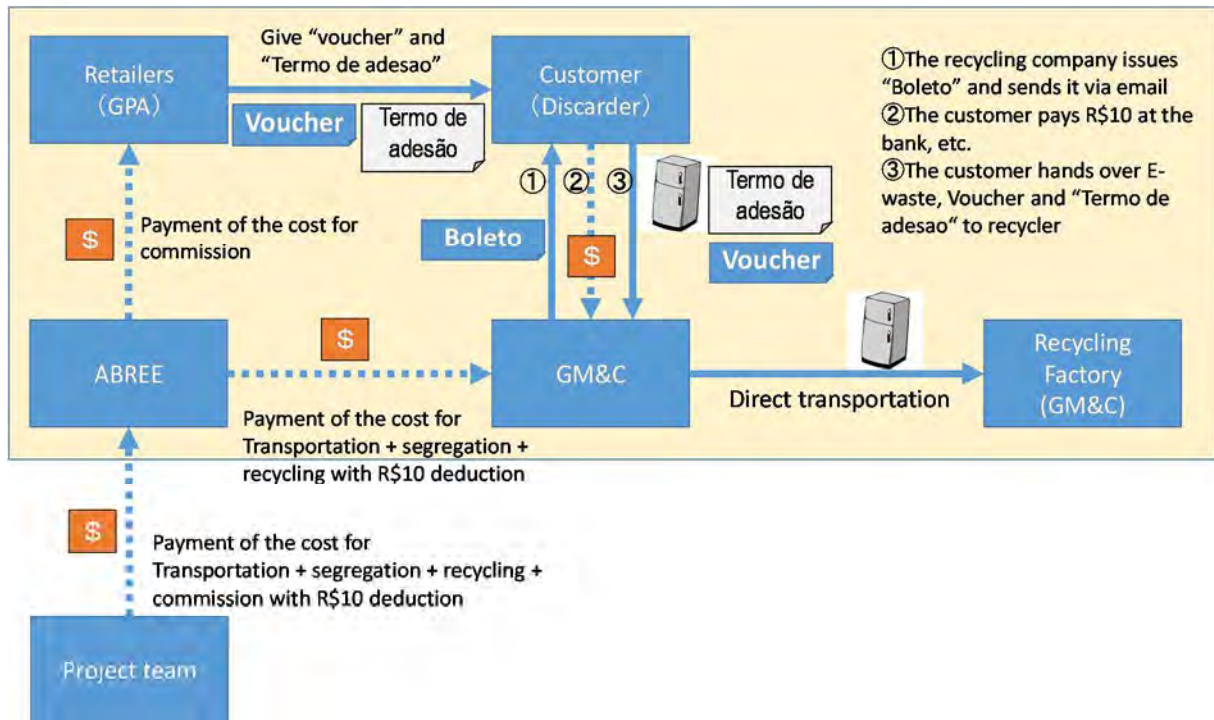 Retailers
(GPA)
Give “voucher” and
“Termo de adesao”
Voucher
Termo de
adesão
Customer
(Discarder)
①The recycling company issues
“Boleto” and sends it via email
②The customer pays R$10 at the
bank, etc.
③The customer hands over E-
waste, Voucher and “Termo de
adesao“ to recycler
①
②
③
Boleto
$
Termo de
adesão
Voucher
$
Payment of the cost for
commission
ABREE
$
Payment of the cost for
Transportation + segregation +
recycling with R$10 deduction
GM&C
Direct transportation
Recycling
Factory
(GM&C)
$
Payment of the cost for
Transportation + segregation + recycling +
commission with R$10 deduction
Project team